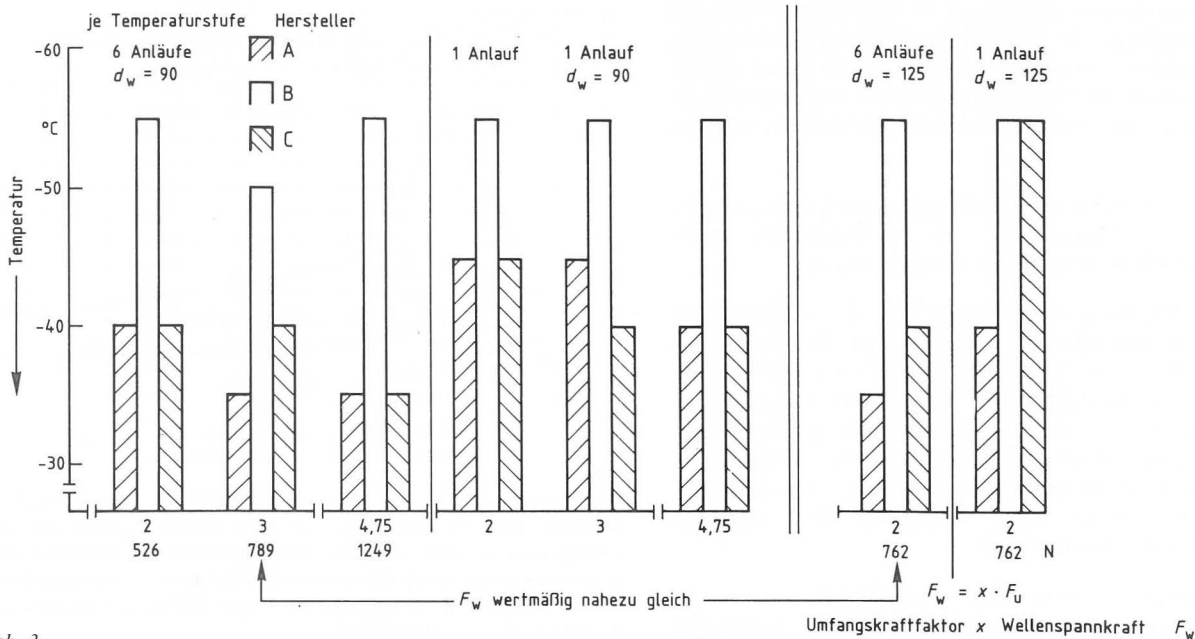 je Temperaturstufe Hersteller
6 Anläufe
d_w = 90
A
B
C
1 Anlauf
1 Anlauf
d_w = 90
6 Anläufe
d_w = 125
1 Anlauf
d_w = 125
-60
°C
-50
-40
-30
Temperatur
2 3 4,75 2 3 4,75 2 2
526 789 1249 762 762 N
F_w wertmäßig nahezu gleich
F_w = x · F_u
Umfangskraftfaktor x Wellenspannkraft F_w